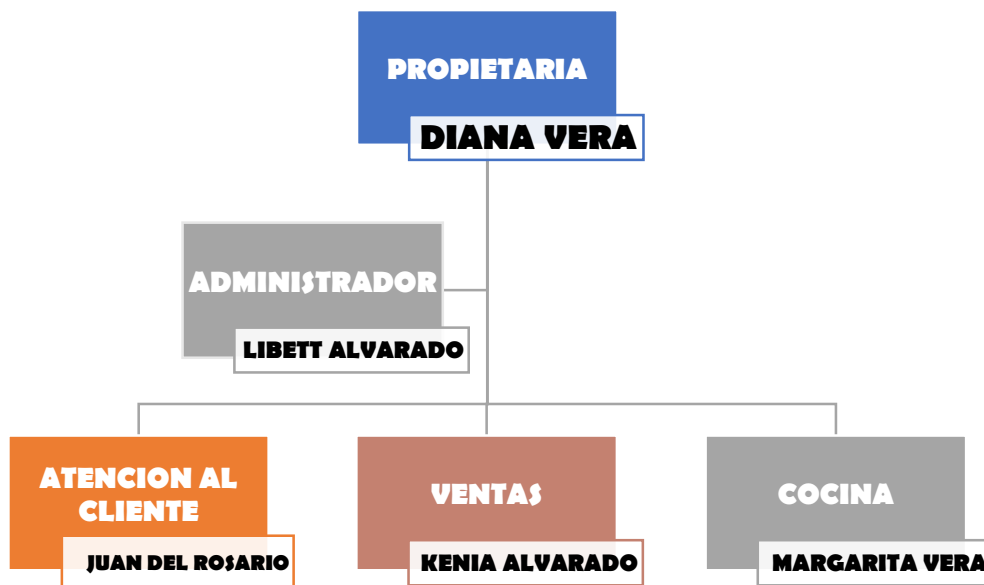 PROPIETARIA
DIANA VERA
ADMINISTRADOR
LIBETT ALVARADO
ATENCION AL
CLIENTE
JUAN DEL ROSARIO
VENTAS
KENIA ALVARADO
COCINA
MARGARITA VERA